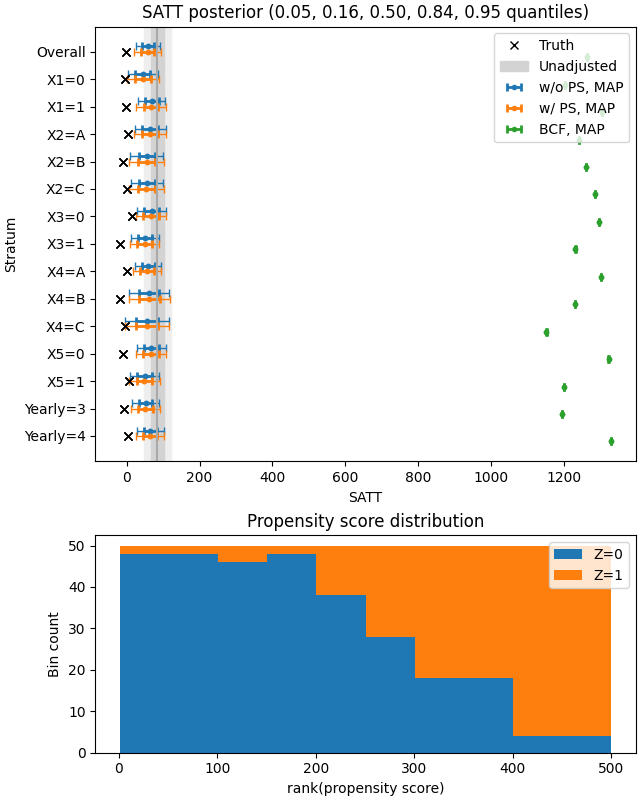 SATT posterior (0.05, 0.16, 0.50, 0.84, 0.95 quantiles)
Stratum
Overall
X1=0
X1=1
X2=A
X2=B
X2=C
X3=0
X3=1
X4=A
X4=B
X4=C
X5=0
X5=1
Yearly=3
Yearly=4
Truth
Unadjusted
w/o PS, MAP
w/ PS, MAP
BCF, MAP
0 200 400 600 800 1000 1200
SATT
Propensity score distribution
Bin count
50
40
30
20
10
0
Z=0
Z=1
0 100 200 300 400 500
rank(propensity score)